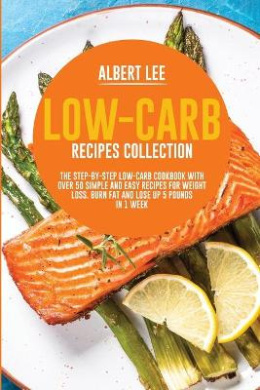 ALBERT LEE
LOW-CARB
RECIPES COLLECTION
THE STEP-BY-STEP LOW-CARB COOKBOOK WITH
OVER 50 SIMPLE AND EASY RECIPES FOR WEIGHT
LOSS. BURN FAT AND LOSE UP 5 POUNDS
IN 1 WEEK